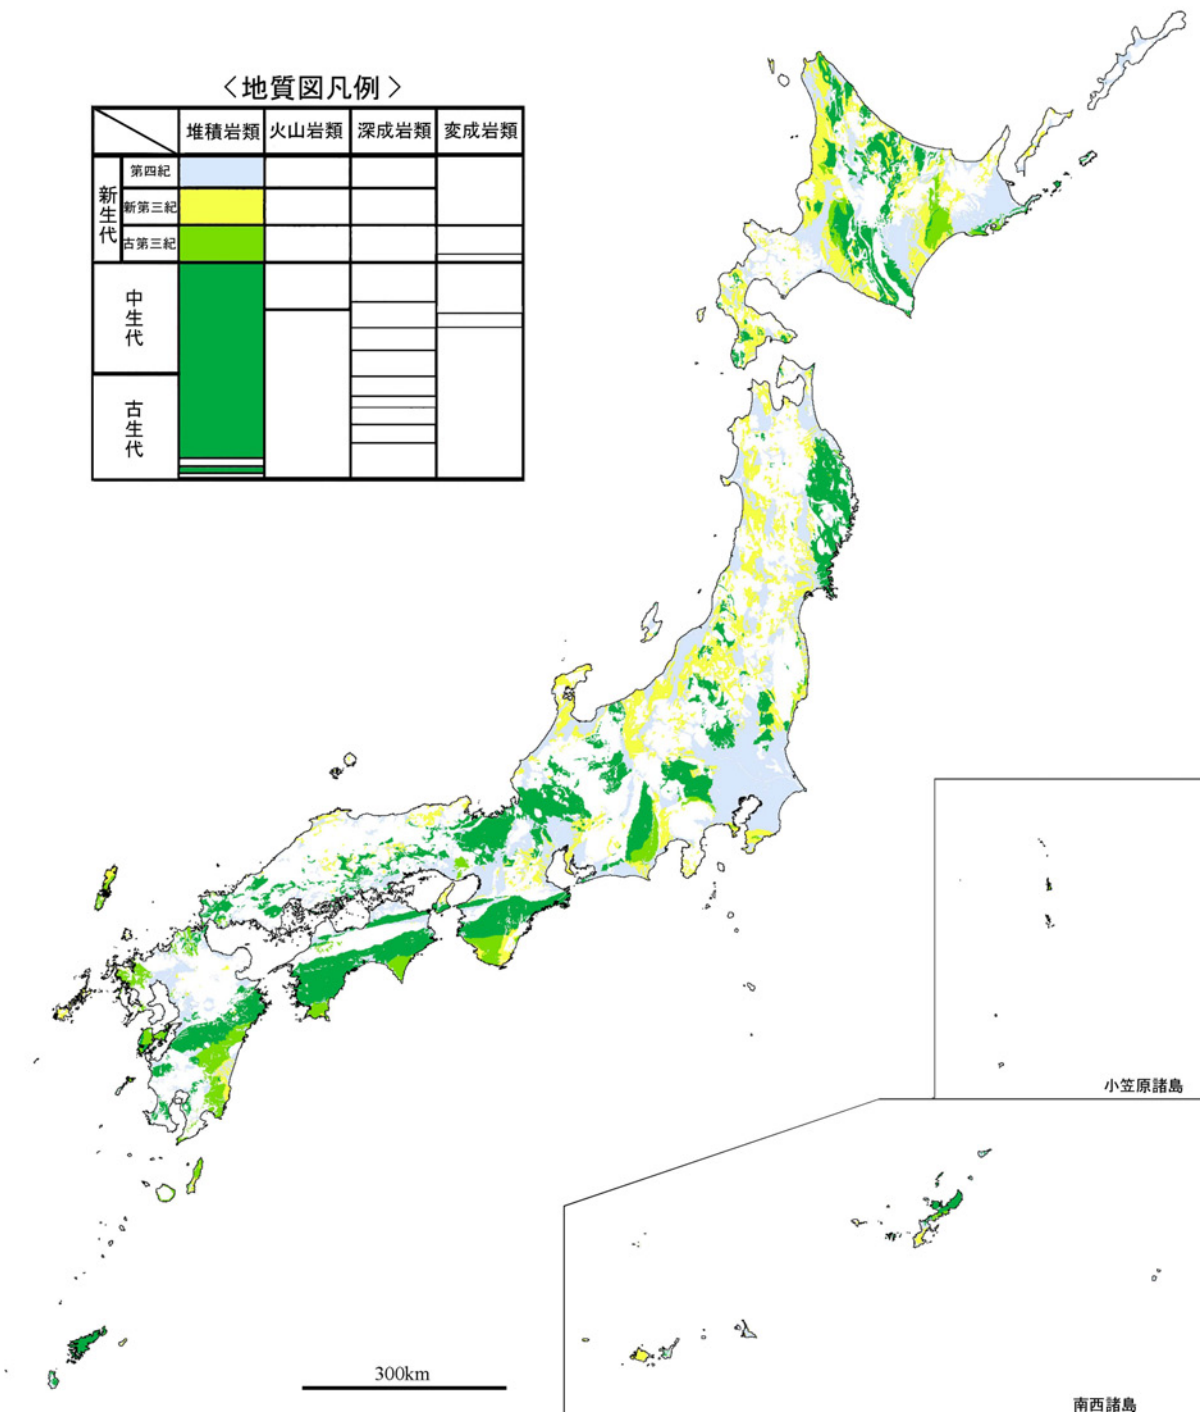 ＜地質図凡例＞
堆積岩類 火山岩類 深成岩類 変成岩類
新生代
第四紀
新第三紀
古第三紀
中生代
古生代
小笠原諸島
300km
南西諸島